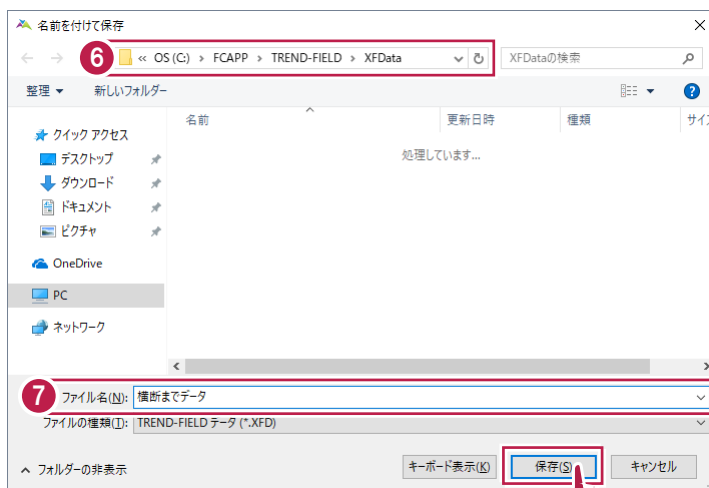 名前を付けて保存
6 « OS (C:) › FCAPP › TREND-FIELD › XFData XFDataの検索
整理 新しいフォルダー
名前 更新日時 種類 サイズ
クイック アクセス
デスクトップ 処理しています...
ダウンロード
ドキュメント
ピクチャ
OneDrive
PC
ネットワーク
7 ファイル名(N): 横断までデータ
ファイルの種類(T): TREND-FIELD データ (*.XFD)
フォルダーの非表示 キーボード表示(K) 保存(S) キャンセル